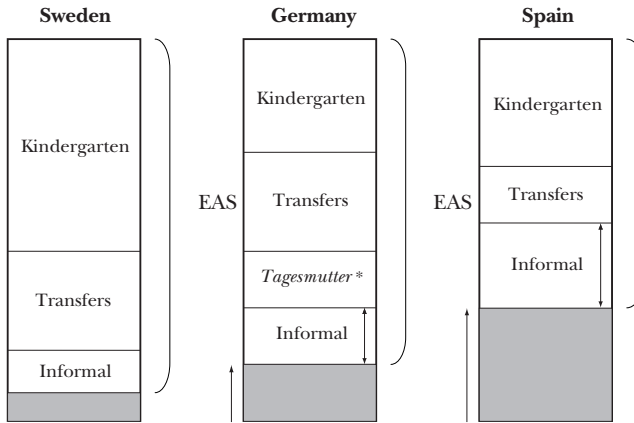 Sweden
Germany
Spain
Kindergarten
Transfers
Informal
EAS
Kindergarten
Transfers
Tagesmutter*
Informal
EAS
Kindergarten
Transfers
Informal